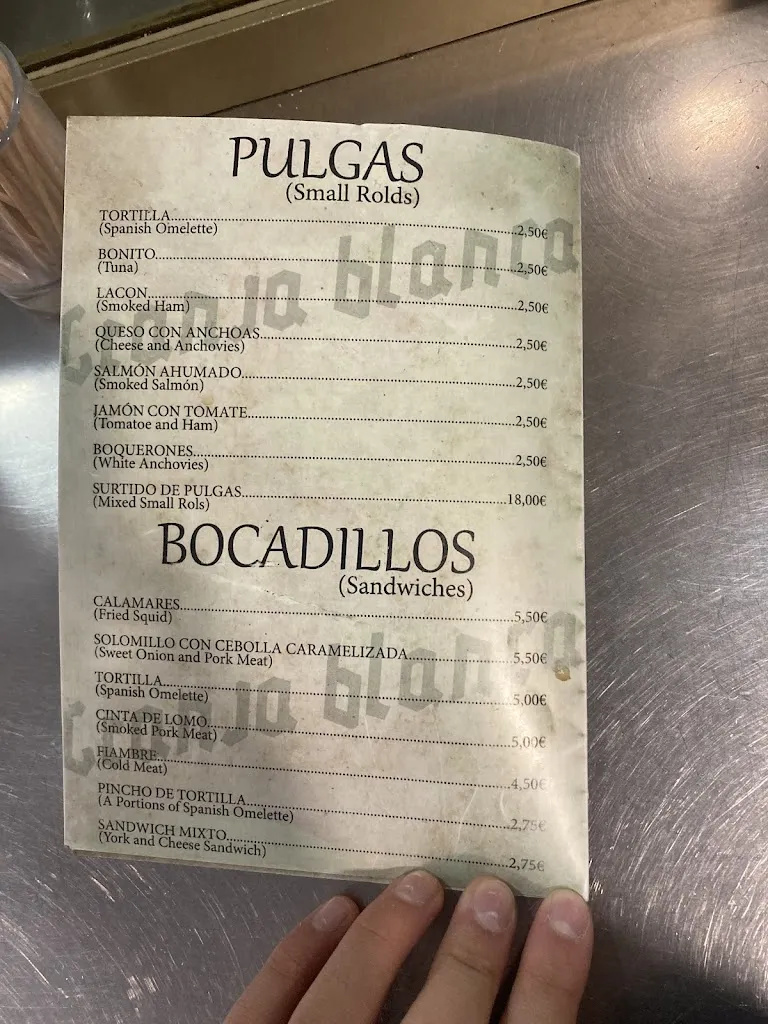 PULGAS
(Small Rolds)
TORTILLA........2,50€
(Spanish Omelette)
BONITO........2,50€
(Tuna)
LACON........2,50€
(Smoked Ham)
QUESO CON ANCHOAS........2,50€
(Cheese and Anchovies)
SALMÓN AHUMADO........2,50€
(Smoked Salmón)
JAMÓN CON TOMATE........2,50€
(Tomatoe and Ham)
BOQUERONES........2,50€
(White Anchovies)
SURTIDO DE PULGAS........18,00€
(Mixed Small Rols)
BOCADILLOS
(Sandwiches)
CALAMARES........5,50€
(Fried Squid)
SOLOMILLO CON CEBOLLA CARAMELIZADA........5,50€
(Sweet Onion and Pork Meat)
TORTILLA........5,00€
(Spanish Omelette)
CINTA DE LOMO........5,00€
(Smoked Pork Meat)
FIAMBRE........4,50€
(Cold Meat)
PINCHO DE TORTILLA........2,75€
(A Portions of Spanish Omelette)
SANDWICH MIXTO........2,75€
(York and Cheese Sandwich)